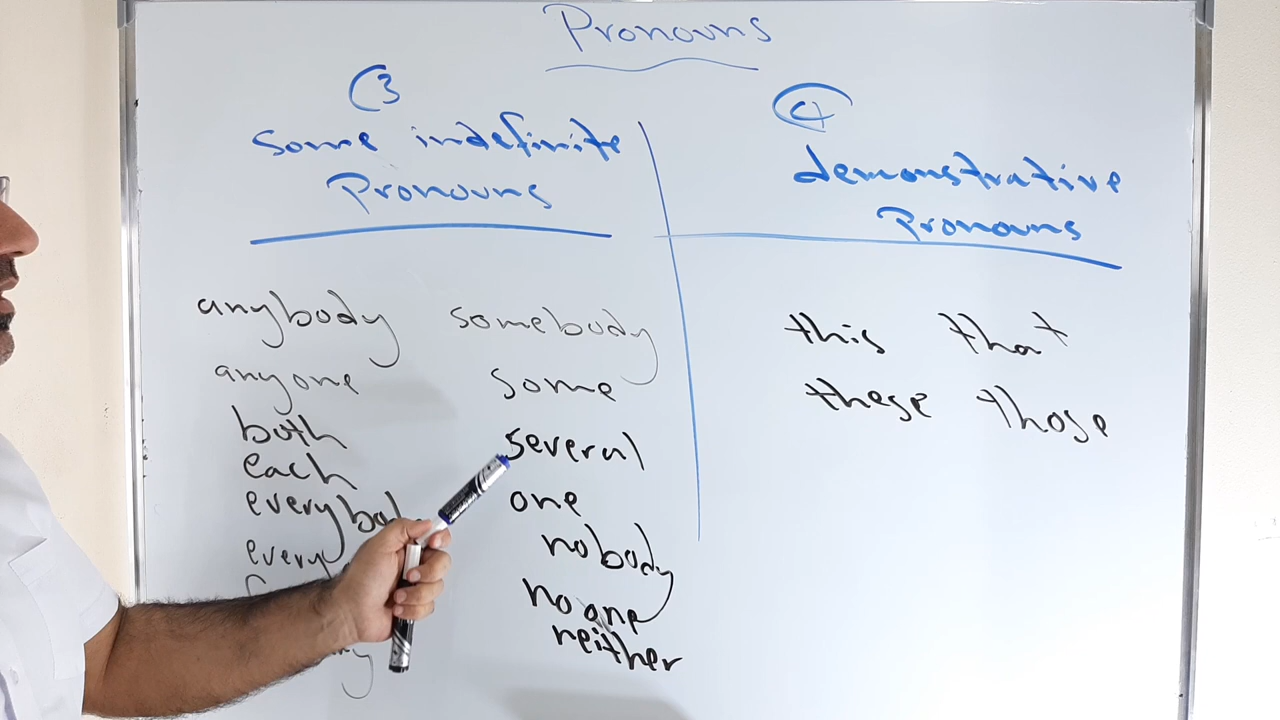 Pronouns
3
some indefinite
Pronouns
anybody
anyone
both
each
somebody
some
several
one
nobody
no one
neither
4
demonstrative
Pronouns
this that
these those